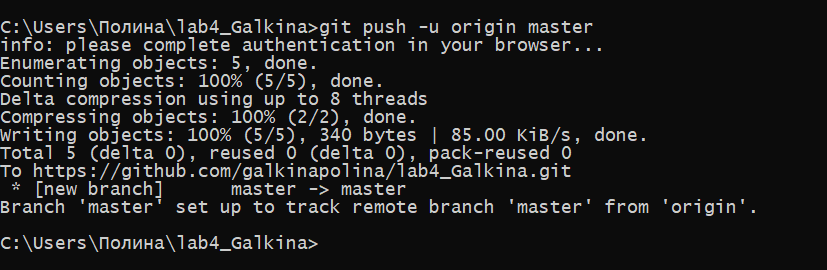 C:\Users\Полина\lab4_Galkina>git push -u origin master
info: please complete authentication in your browser...
Enumerating objects: 5, done.
Counting objects: 100% (5/5), done.
Delta compression using up to 8 threads
Compressing objects: 100% (2/2), done.
Writing objects: 100% (5/5), 340 bytes | 85.00 KiB/s, done.
Total 5 (delta 0), reused 0 (delta 0), pack-reused 0
To https://github.com/galkinapolina/lab4_Galkina.git
 * [new branch]      master -> master
Branch 'master' set up to track remote branch 'master' from 'origin'.
C:\Users\Полина\lab4_Galkina>